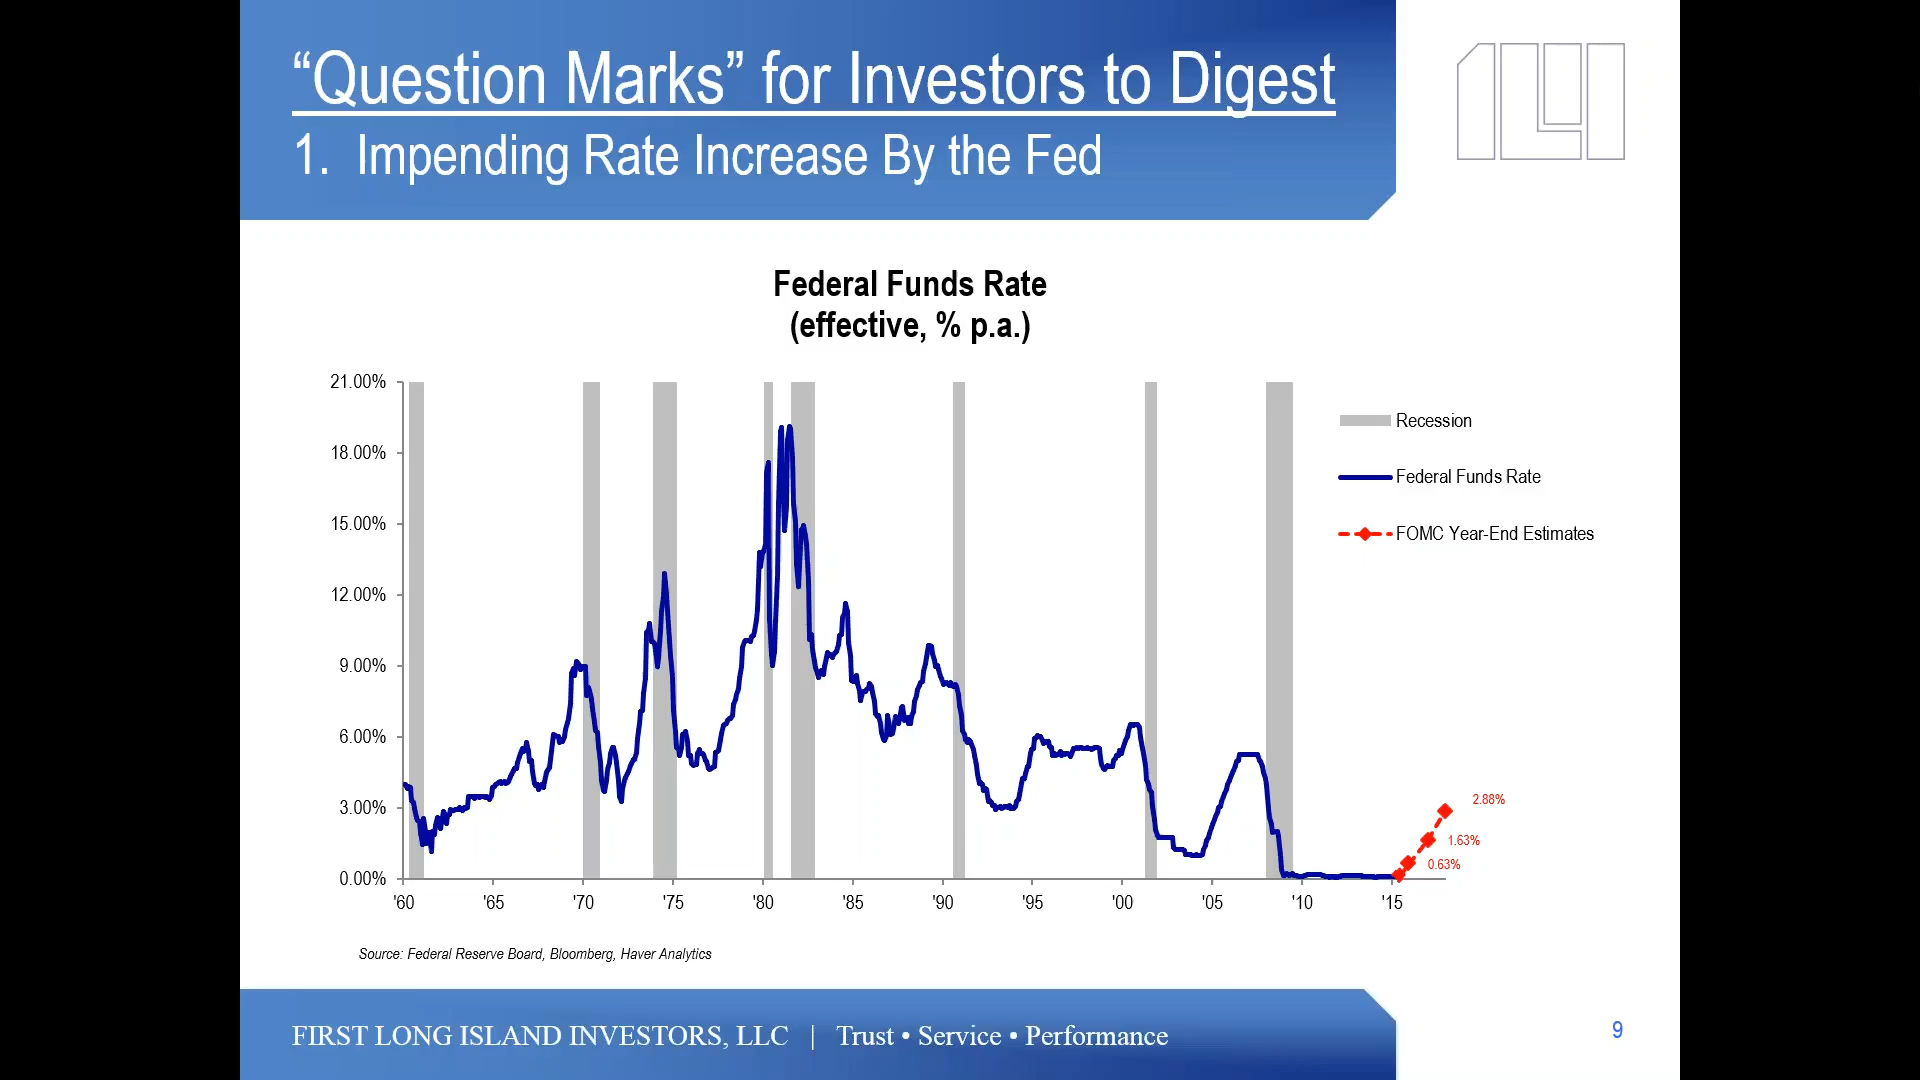 “Question Marks” for Investors to Digest
1. Impending Rate Increase By the Fed
Federal Funds Rate
(effective, % p.a.)
21.00%
18.00%
15.00%
12.00%
9.00%
6.00%
3.00%
0.00%
'60 '65 '70 '75 '80 '85 '90 '95 '00 '05 '10 '15
Recession
Federal Funds Rate
FOMC Year-End Estimates
2.88%
1.63%
0.63%
Source: Federal Reserve Board, Bloomberg, Haver Analytics
FIRST LONG ISLAND INVESTORS, LLC | Trust • Service • Performance
9